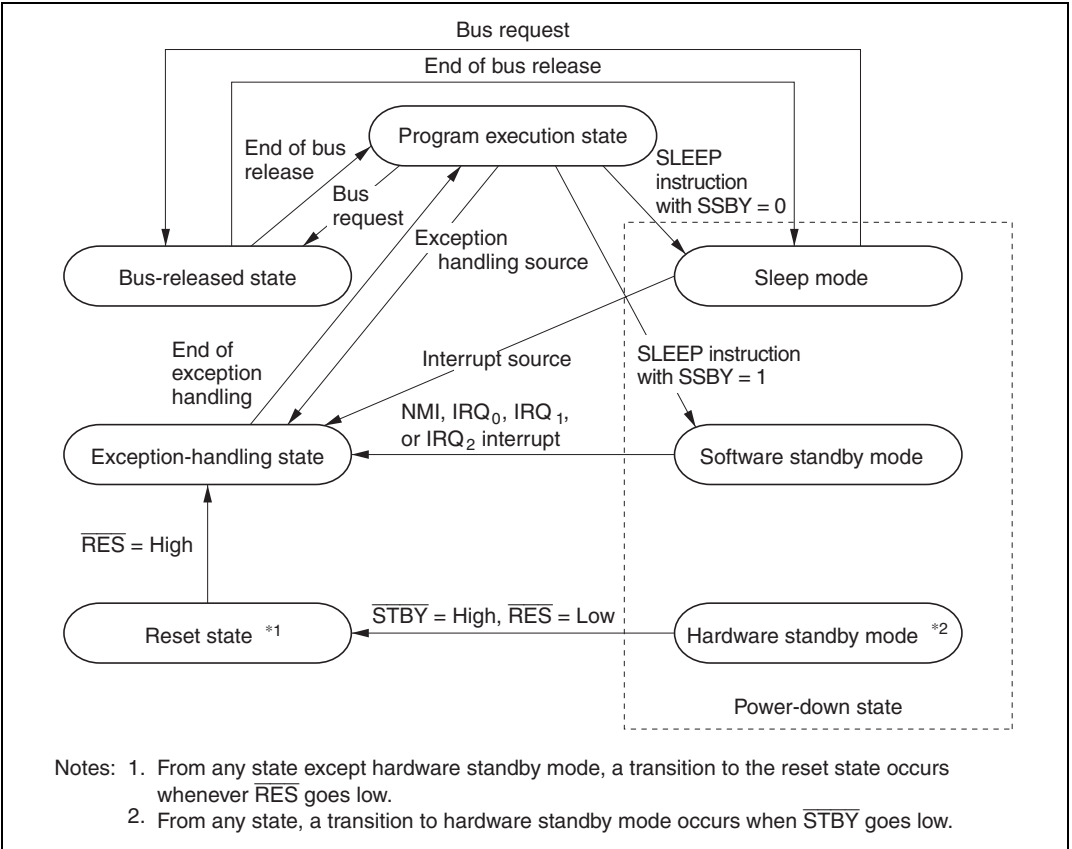 Bus request
End of bus release
Program execution state
End of bus
release
Bus
request
SLEEP
instruction
with SSBY = 0
Exception
handling source
Bus-released state
Sleep mode
End of
exception
handling
Interrupt source
SLEEP instruction
with SSBY = 1
NMI, IRQ0, IRQ1,
or IRQ2 interrupt
Exception-handling state
Software standby mode
R̅E̅S̅ = High
S̅T̅B̅Y̅ = High, R̅E̅S̅ = Low
Reset state *1
Hardware standby mode *2
Power-down state
Notes: 1. From any state except hardware standby mode, a transition to the reset state occurs
whenever R̅E̅S̅ goes low.
2. From any state, a transition to hardware standby mode occurs when S̅T̅B̅Y̅ goes low.